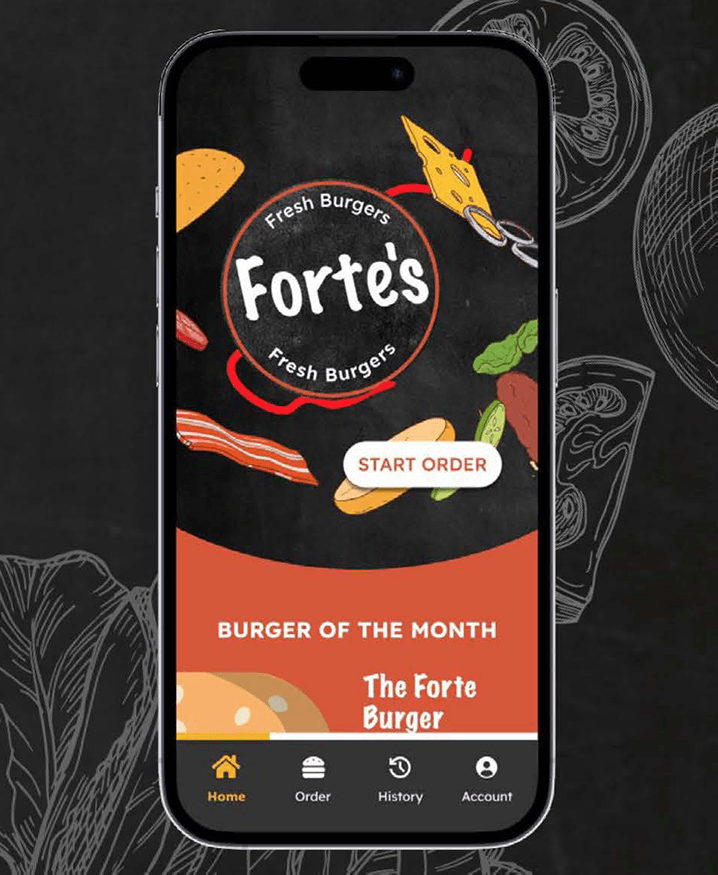 Fresh Burgers
Forte's
Fresh Burgers
START ORDER
BURGER OF THE MONTH
The Forte
Burger
Home
Order
History
Account